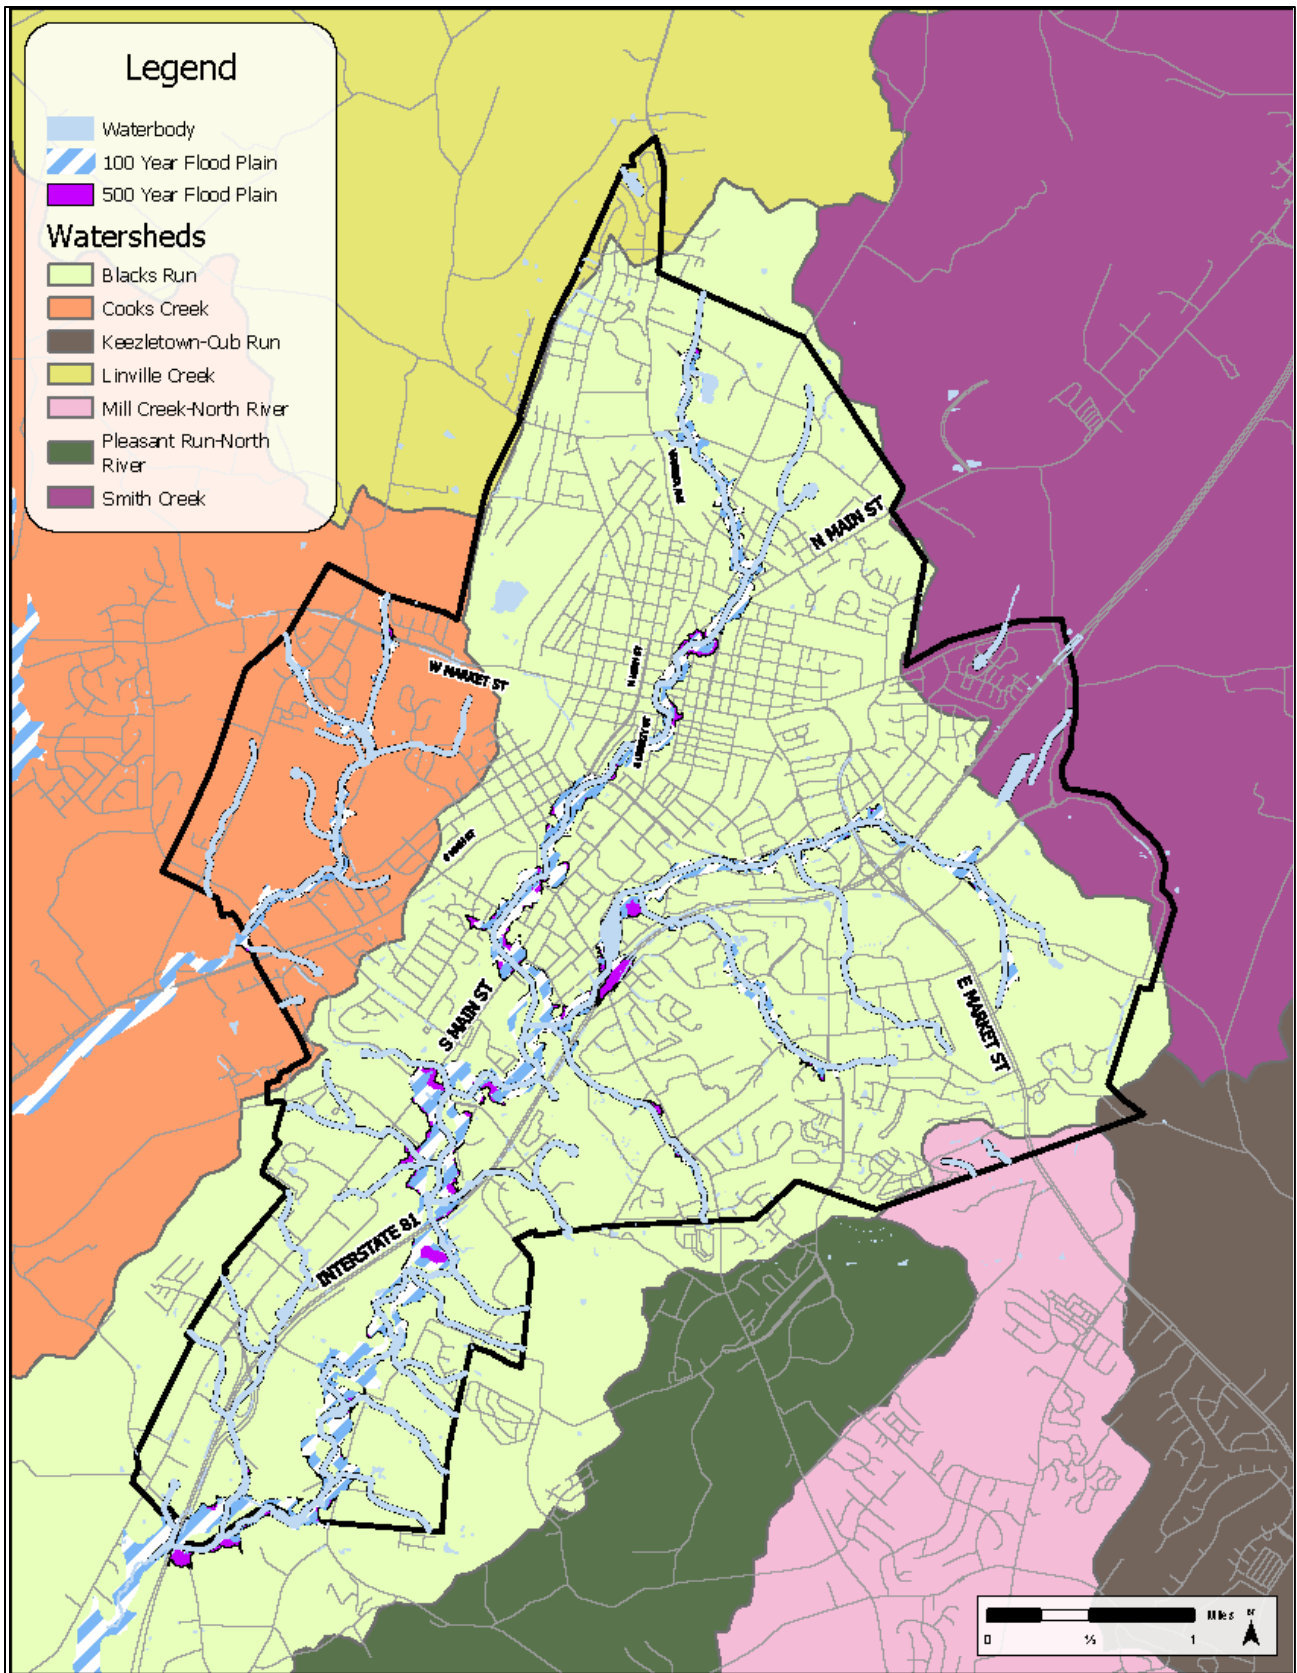 Legend
Waterbody
100 Year Flood Plain
500 Year Flood Plain
Watersheds
Blacks Run
Cooks Creek
Keezletown-Cub Run
Linville Creek
Mill Creek-North River
Pleasant Run-North
River
Smith Creek
N MAIN ST
W MARKET ST
N MAIN ST
S MAIN ST
E MARKET ST
INTERSTATE 81
Miles
N
0
½
1